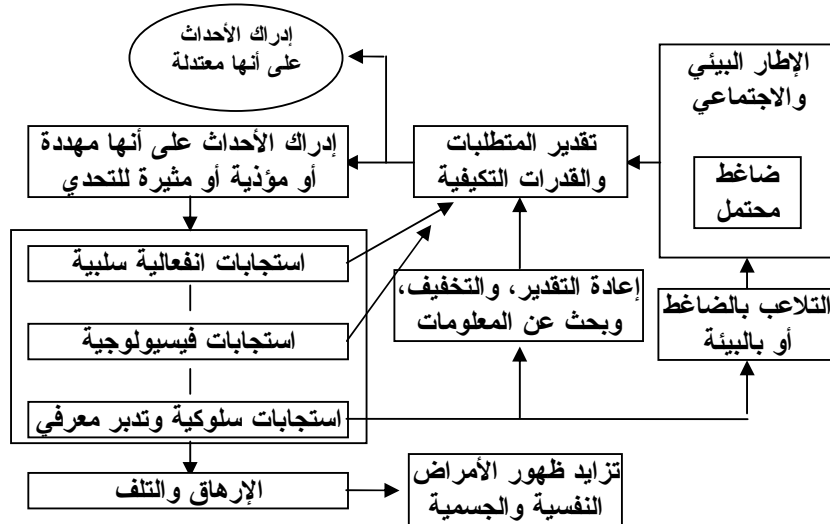 إدراك الأحداث
على أنها معتدلة
الإطار البيئي
والاجتماعي
ضاغط
محتمل
تقدير المتطلبات
والقدرات التكيفية
إدراك الأحداث على أنها مهددة
أو مؤذية أو مثيرة للتحدي
استجابات انفعالية سلبية
استجابات فيسيولوجية
استجابات سلوكية وتدبر معرفي
إعادة التقدير، والتخفيف،
وبحث عن المعلومات
التلاعب بالضاغط
أو بالبيئة
الإرهاق والتلف
تزايد ظهور الأمراض
النفسية والجسمية